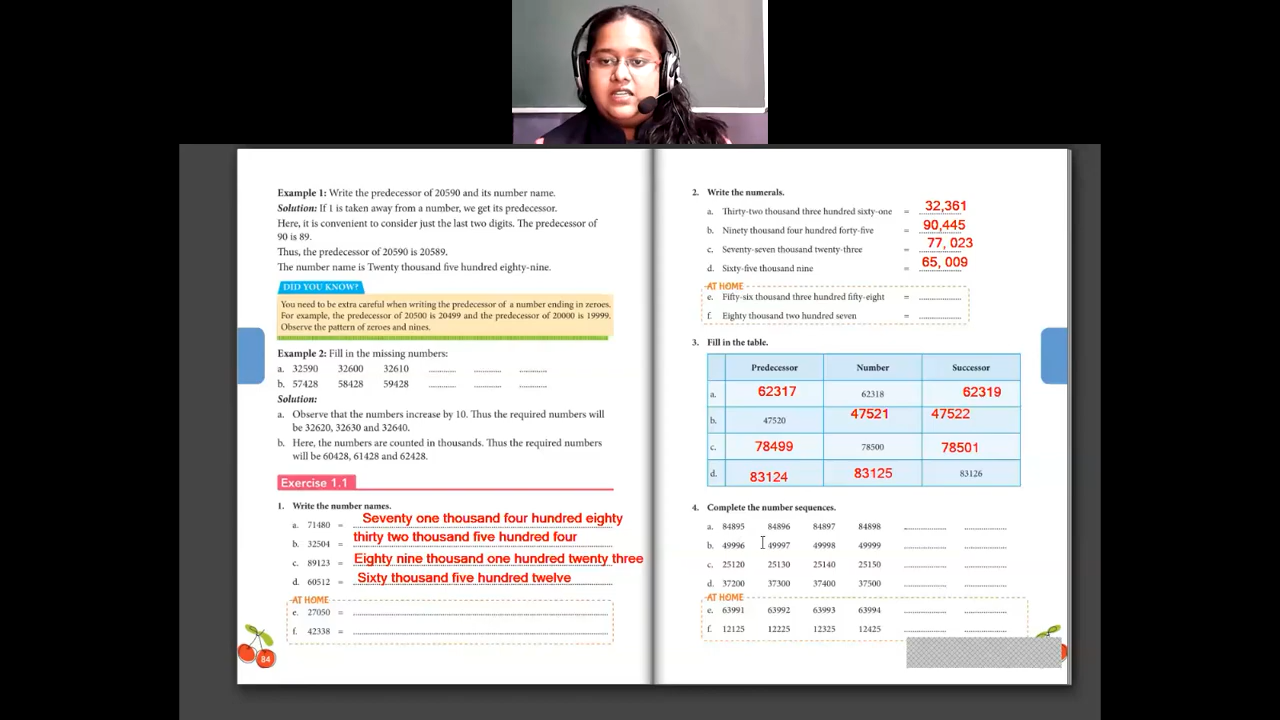 Example 1: Write the predecessor of 20590 and its number name.
Solution: If 1 is taken away from a number, we get its predecessor.
Here, it is convenient to consider just the last two digits. The predecessor of
90 is 89.
Thus, the predecessor of 20590 is 20589.
The number name is Twenty thousand five hundred eighty-nine.
DID YOU KNOW?
You need to be extra careful when writing the predecessor of a number ending in zeroes.
For example, the predecessor of 20500 is 20499 and the predecessor of 20000 is 19999.
Observe the pattern of zeroes and nines.
Example 2: Fill in the missing numbers:
a. 32590 32600 32610 ............ ............ ............
b. 57428 58428 59428 ............ ............ ............
Solution:
a. Observe that the numbers increase by 10. Thus the required numbers will
be 32620, 32630 and 32640.
b. Here, the numbers are counted in thousands. Thus the required numbers
will be 60428, 61428 and 62428.
Exercise 1.1
1. Write the number names.
a. 71480 = Seventy one thousand four hundred eighty
b. 32504 = thirty two thousand five hundred four
c. 89123 = Eighty nine thousand one hundred twenty three
d. 60512 = Sixty thousand five hundred twelve
AT HOME
e. 27050 = ............
f. 42338 = ............
84
2. Write the numerals.
a. Thirty-two thousand three hundred sixty-one = 32,361
b. Ninety thousand four hundred forty-five = 90,445
c. Seventy-seven thousand twenty-three = 77, 023
d. Sixty-five thousand nine = 65, 009
AT HOME
e. Fifty-six thousand three hundred fifty-eight = ............
f. Eighty thousand two hundred seven = ............
3. Fill in the table.
Predecessor Number Successor
a. 62317 62318 62319
b. 47520 47521 47522
c. 78499 78500 78501
d. 83124 83125 83126
4. Complete the number sequences.
a. 84895 84896 84897 84898 ............ ............
b. 49996 49997 49998 49999 ............ ............
c. 25120 25130 25140 25150 ............ ............
d. 37200 37300 37400 37500 ............ ............
AT HOME
e. 63991 63992 63993 63994 ............ ............
f. 12125 12225 12325 12425 ............ ............